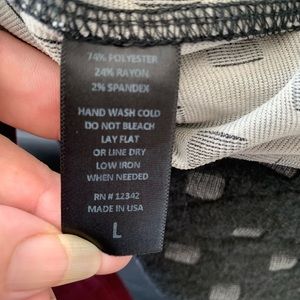 74% POLYESTER
24% RAYON
2% SPANDEX
HAND WASH COLD
DO NOT BLEACH
LAY FLAT
OR LINE DRY
LOW IRON
WHEN NEEDED
RN # 12342
MADE IN USA
L